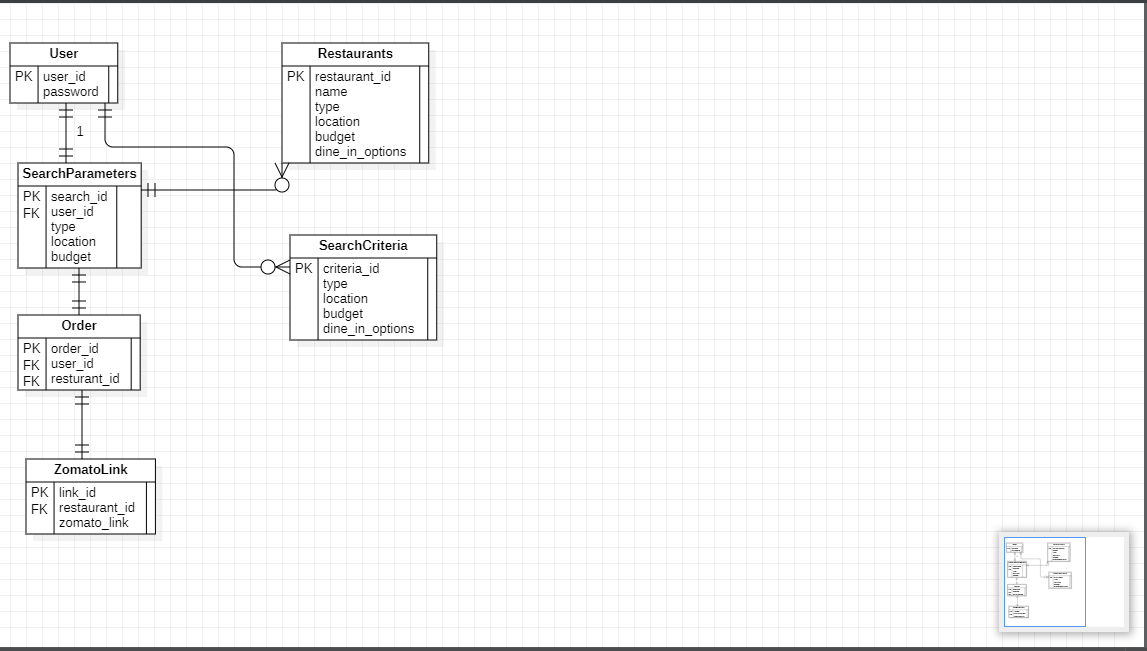 User
PK user_id
password
1
Restaurants
PK restaurant_id
name
type
location
budget
dine_in_options
SearchParameters
PK search_id
FK user_id
type
location
budget
SearchCriteria
PK criteria_id
type
location
budget
dine_in_options
Order
PK order_id
FK user_id
FK resturant_id
ZomatoLink
PK link_id
FK restaurant_id
zomato_link